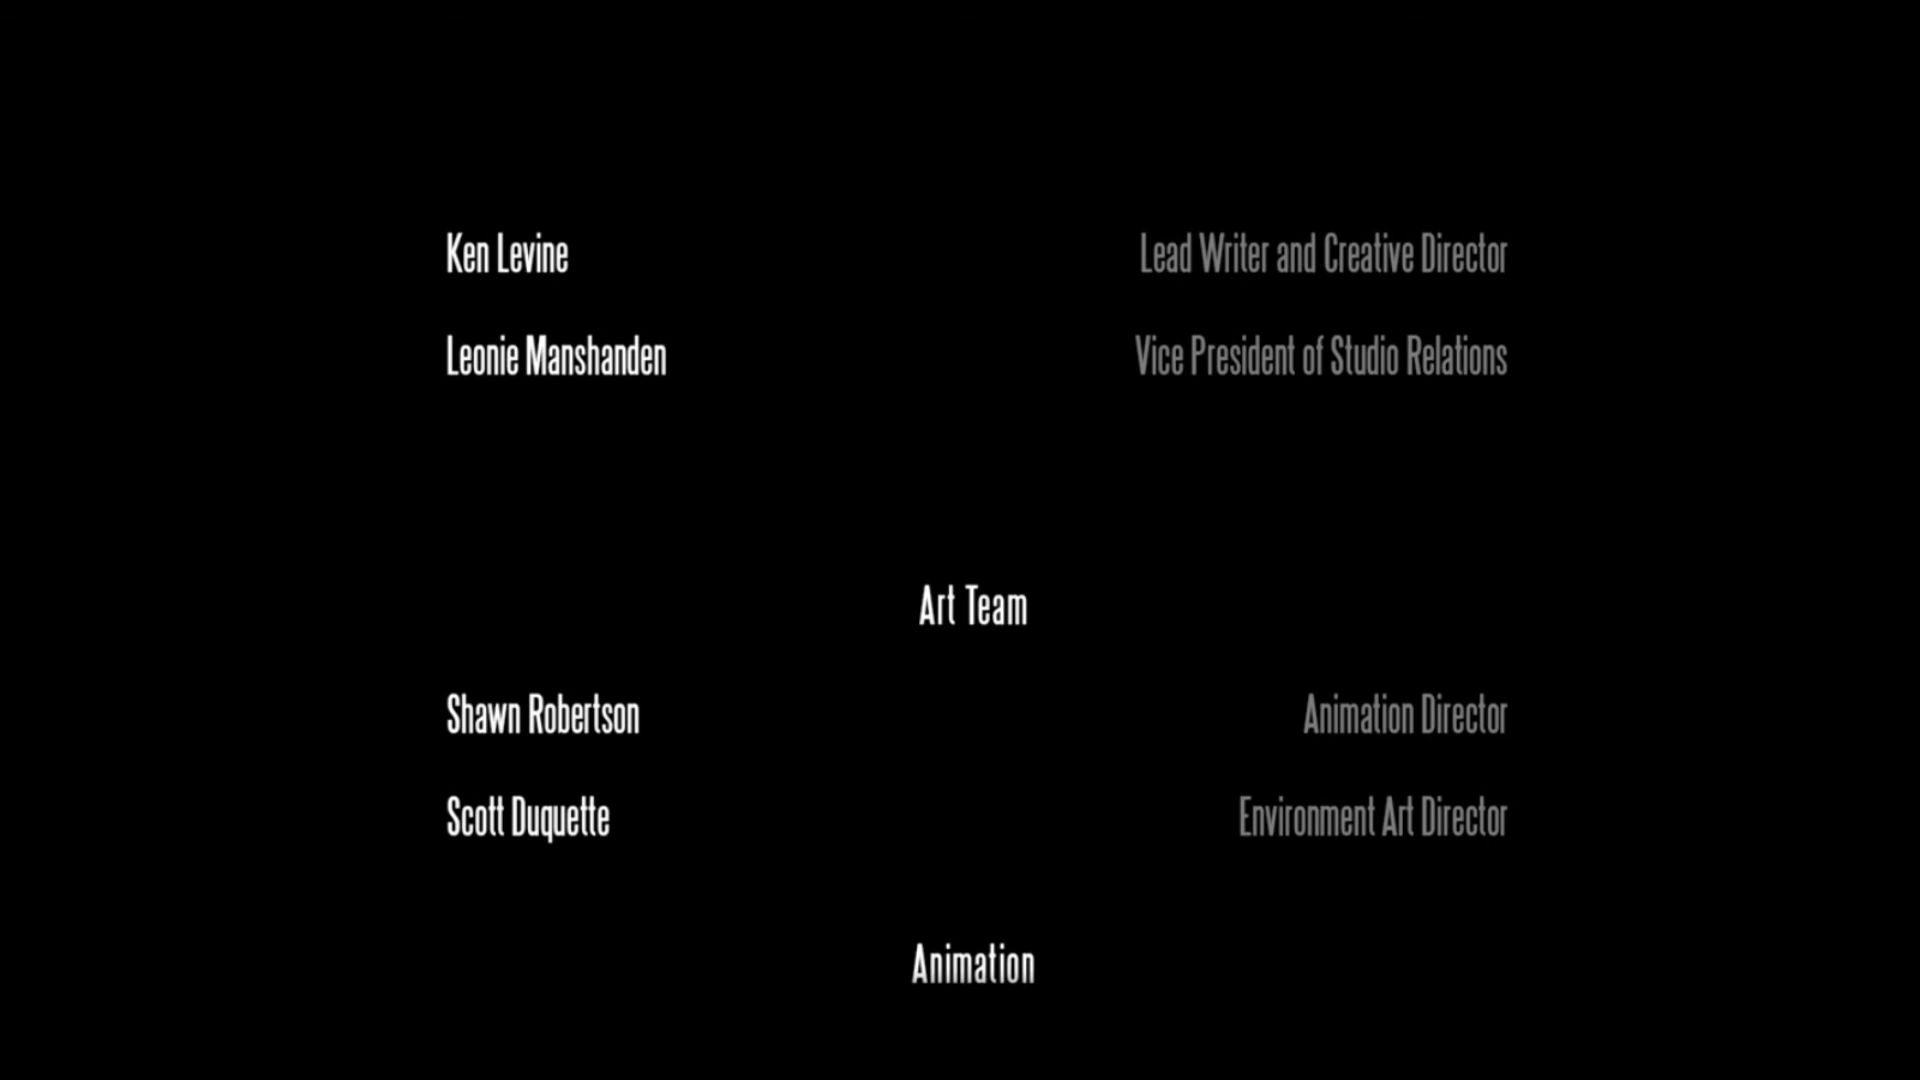 Ken Levine Lead Writer and Creative Director
Leonie Manshanden Vice President of Studio Relations
Art Team
Shawn Robertson Animation Director
Scott Duquette Environment Art Director
Animation